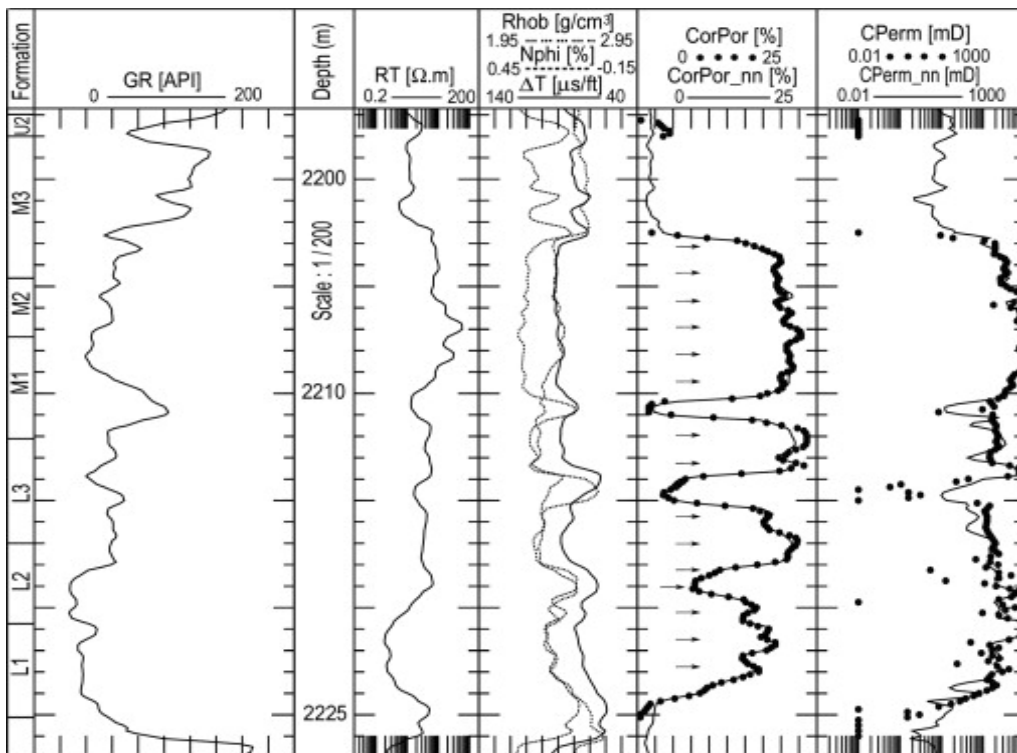 Formation
GR [API]
0 200
Depth (m)
RT [Ω.m]
0.2 200
Rhob [g/cm³]
1.95 2.95
Nphi [%]
0.45 -0.15
ΔT [µs/ft]
140 40
CorPor [%]
0 25
CorPor_nn [%]
0 25
CPerm [mD]
0.01 1000
CPerm_nn [mD]
0.01 1000
U2
M3
M2
M1
L3
L2
L1
2200
Scale : 1 / 200
2210
2225